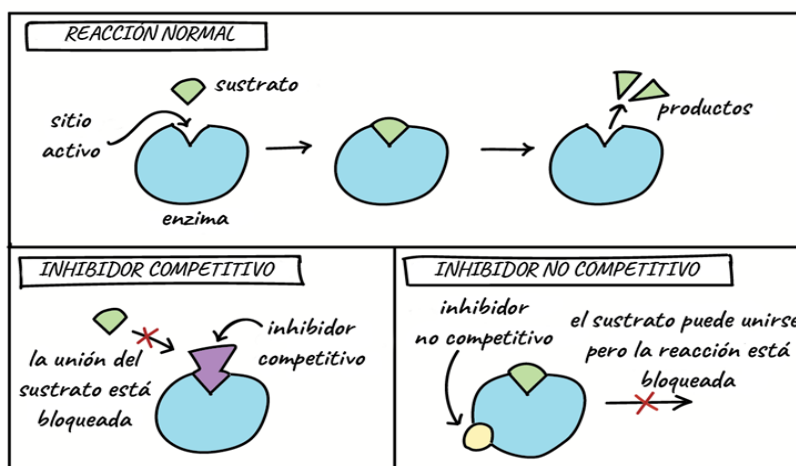 REACCIÓN NORMAL
sustrato
sitio
activo
enzima
productos
INHIBIDOR COMPETITIVO
la unión del
sustrato está
bloqueada
inhibidor
competitivo
INHIBIDOR NO COMPETITIVO
inhibidor
no competitivo
el sustrato puede unirse
pero la reacción está
bloqueada